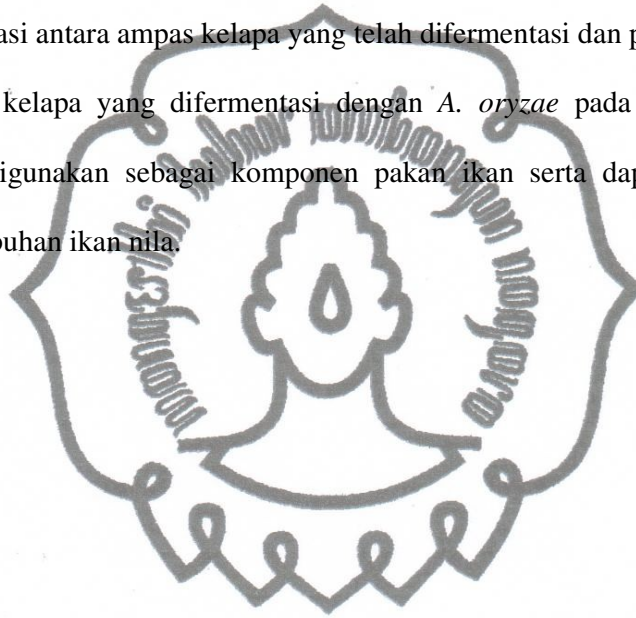 asi antara ampas kelapa yang telah difermentasi dan p
kelapa yang difermentasi dengan A. oryzae pada
igunakan sebagai komponen pakan ikan serta dap
buhan ikan nila.